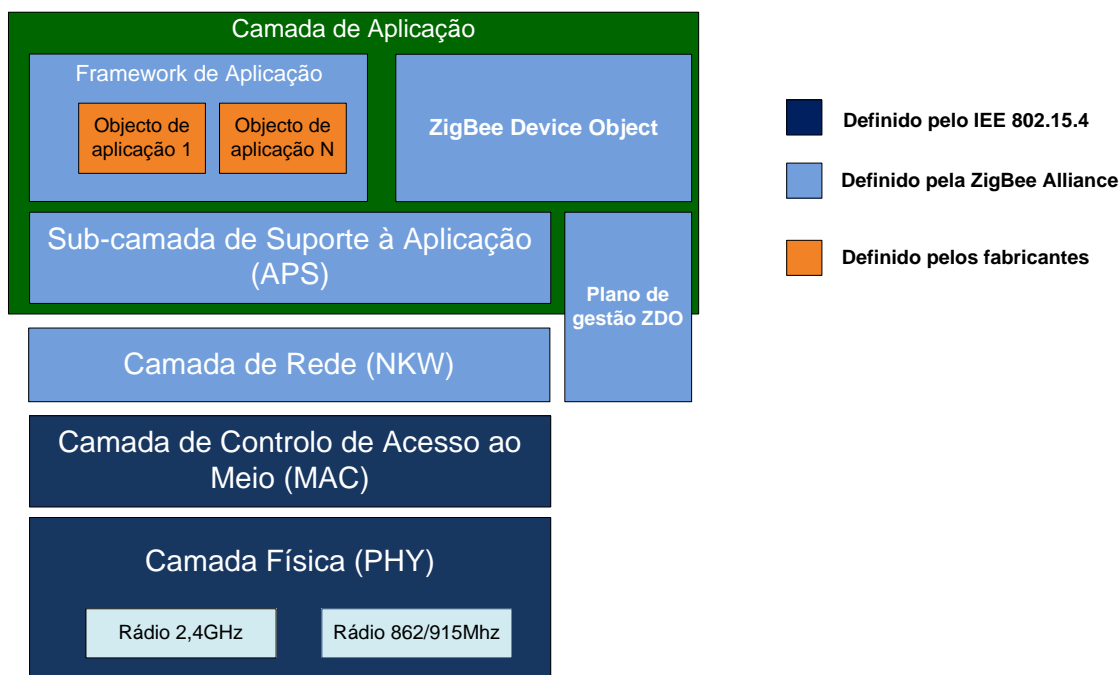 Camada de Aplicação
Framework de Aplicação
Objecto de
aplicação 1
Objecto de
aplicação N
ZigBee Device Object
Sub-camada de Suporte à Aplicação
(APS)
Plano de
gestão ZDO
Camada de Rede (NKW)
Camada de Controlo de Acesso ao
Meio (MAC)
Camada Física (PHY)
Rádio 2,4GHz
Rádio 862/915Mhz
Definido pelo IEE 802.15.4
Definido pela ZigBee Alliance
Definido pelos fabricantes